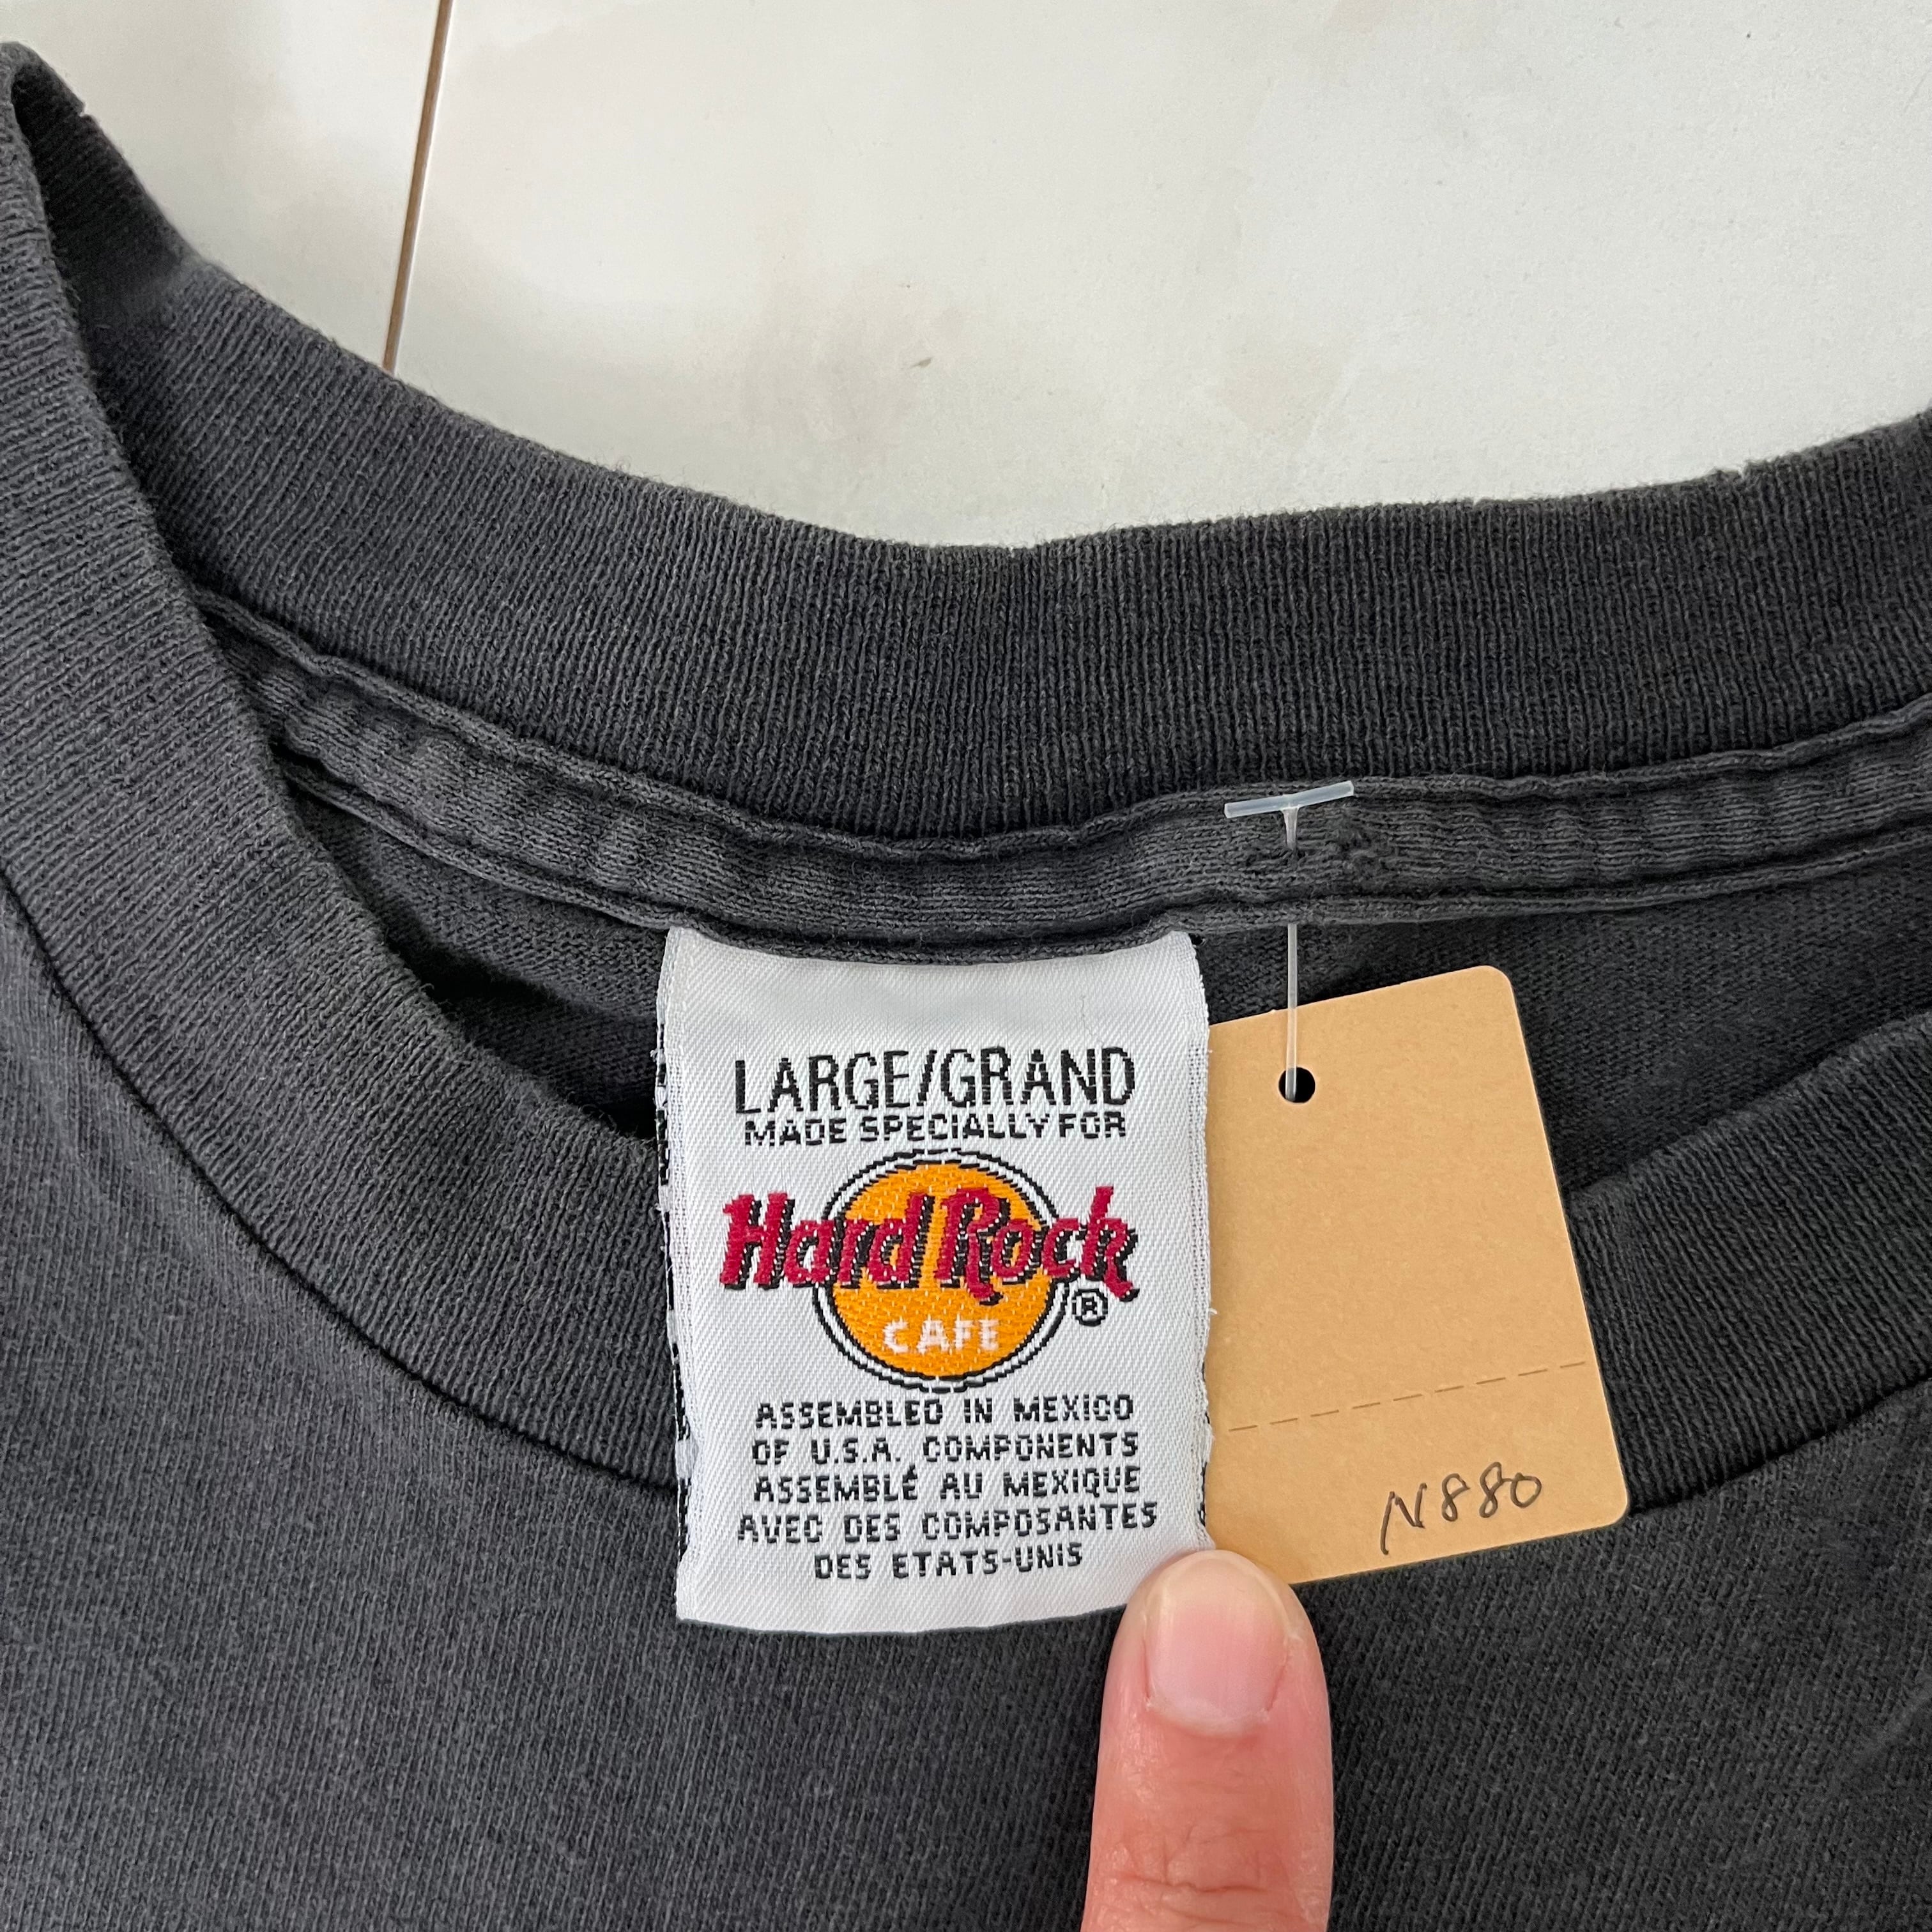 LARGE/GRAND
MADE SPECIALLY FOR
Hard Rock
®
CAFE
ASSEMBLED IN MEXICO
OF U.S.A. COMPONENTS
ASSEMBLÉ AU MEXIQUE
AVEC DES COMPOSANTES
DES ETATS-UNIS
N880